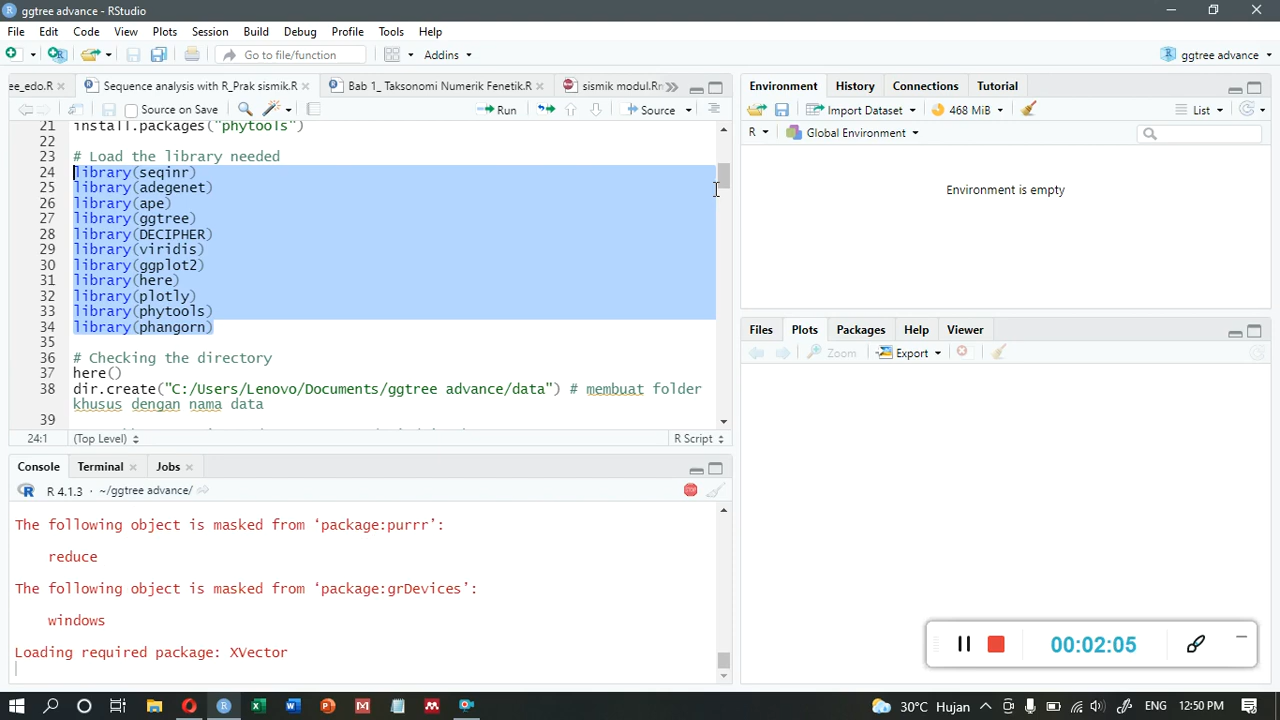 ggtree advance - RStudio
File Edit Code View Plots Session Build Debug Profile Tools Help
Go to file/function Addins ggtree advance
ee_edo.R Sequence analysis with R_Prak sismik.R Bab 1_ Taksonomi Numerik Fenetik.R sismik modul.Rn
Source on Save Run Source
21 install.packages("phytools")
22
23 # Load the library needed
24 library(seqinr)
25 library(adegenet)
26 library(ape)
27 library(ggtree)
28 library(DECIPHER)
29 library(viridis)
30 library(ggplot2)
31 library(here)
32 library(plotly)
33 library(phytools)
34 library(phangorn)
35
36 # Checking the directory
37 here()
38 dir.create("C:/Users/Lenovo/Documents/ggtree advance/data") # membuat folder
khusus dengan nama data
39
24:1 (Top Level) R Script
Console Terminal Jobs
R 4.1.3 · ~/ggtree advance/
The following object is masked from ‘package:purrr’:
reduce
The following object is masked from ‘package:grDevices’:
windows
Loading required package: XVector
Environment History Connections Tutorial
Import Dataset 468 MiB List
R Global Environment
Environment is empty
Files Plots Packages Help Viewer
Zoom Export
00:02:05
30°C Hujan ENG 12:50 PM